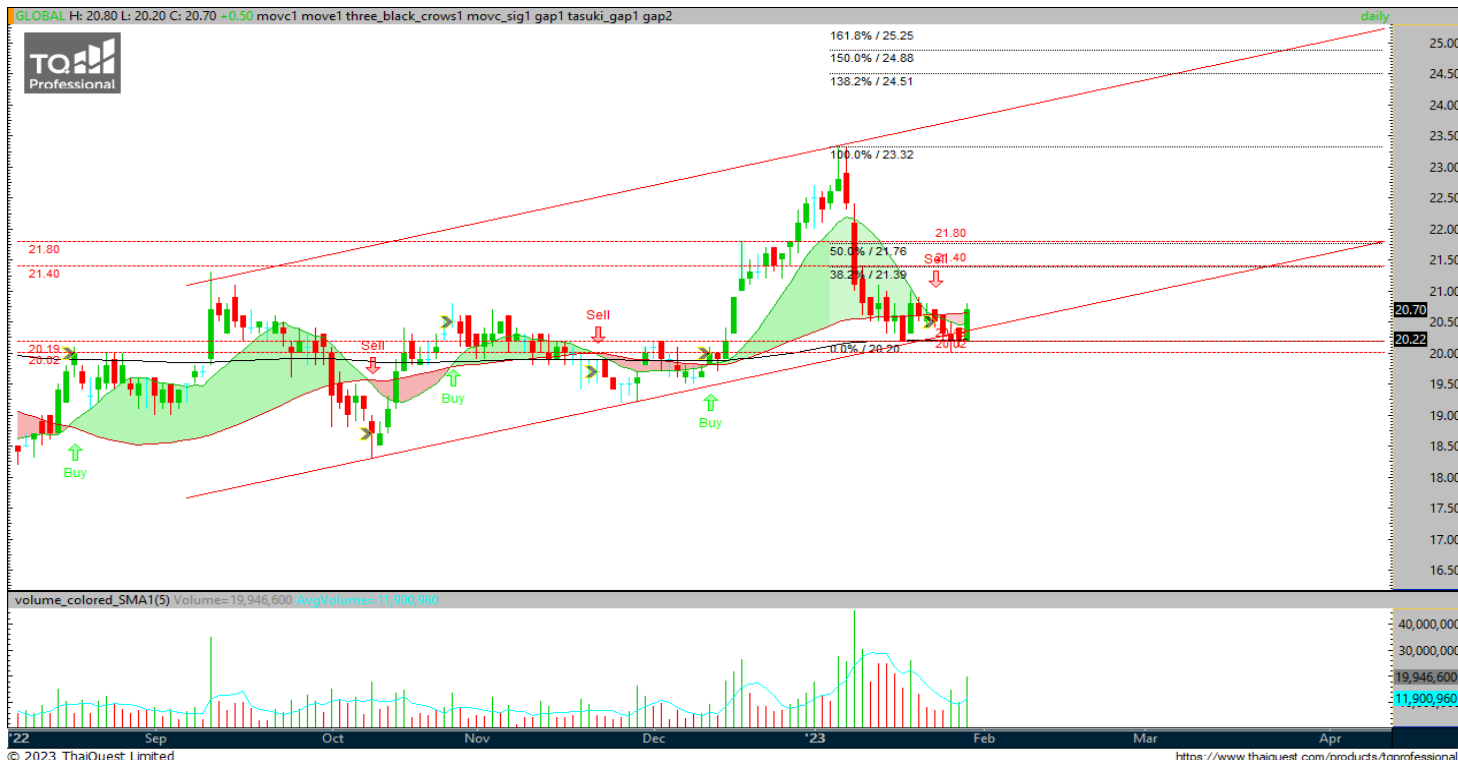 GLOBAL H: 20.80 L: 20.20 C: 20.70 +0.50 movc1 move1 three_black_crows1 movc_sig1 gap1 tasuki_gap1 gap2 daily
TQ+
Professional
161.8% / 25.25
150.0% / 24.88
138.2% / 24.51
100.0% / 23.32
21.80
21.80
50.0% / 21.76
Sell
21.40
21.40
38.2% / 21.39
Sell
Sell
20.19
20.02
20.02
0.0% / 20.20
Buy
Buy
Buy
25.00
24.50
24.00
23.50
23.00
22.50
22.00
21.50
21.00
20.70
20.50
20.22
20.00
19.50
19.00
18.50
18.00
17.50
17.00
16.50
volume_colored_SMA1(5) Volume=19,946,600 AvgVolume=11,900,960
40,000,000
30,000,000
19,946,600
11,900,960
'22 Sep Oct Nov Dec '23 Feb Mar Apr
© 2023 ThaiQuest Limited https://www.thaiquest.com/products/tqprofessional